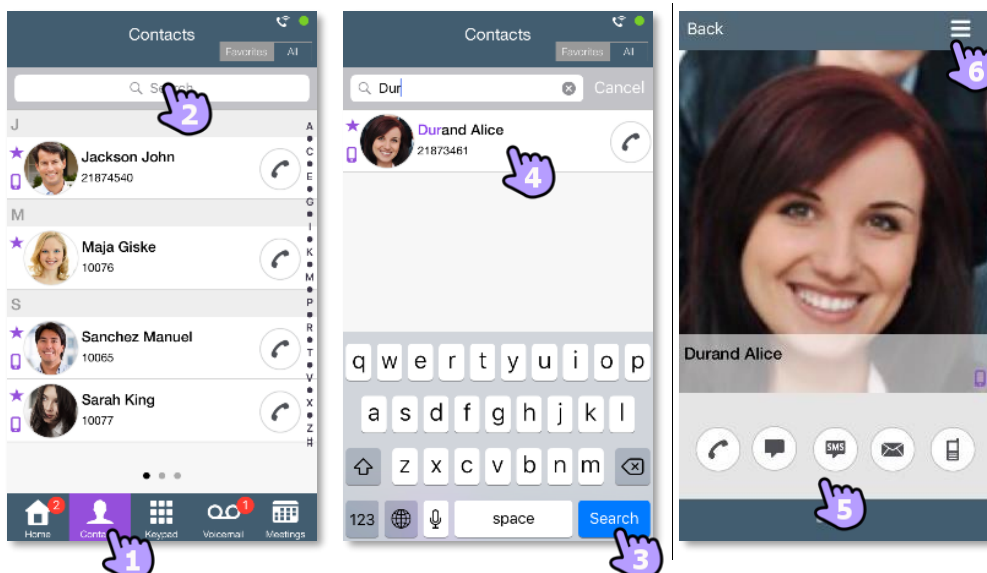 Contacts
Favorites All
Search
2
J
Jackson John
21874540
M
Maja Giske
10076
S
Sanchez Manuel
10065
Sarah King
10077
A
C
E
G
I
K
M
P
R
T
V
X
Z
#
2
1
Home
Keypad
Voicemail
Meetings
1
Contacts
Favorites All
Dur
Cancel
Durand Alice
21873461
4
q w e r t y u i o p
a s d f g h j k l
z x c v b n m
123
space
Search
3
Back
6
Durand Alice
SMS
5